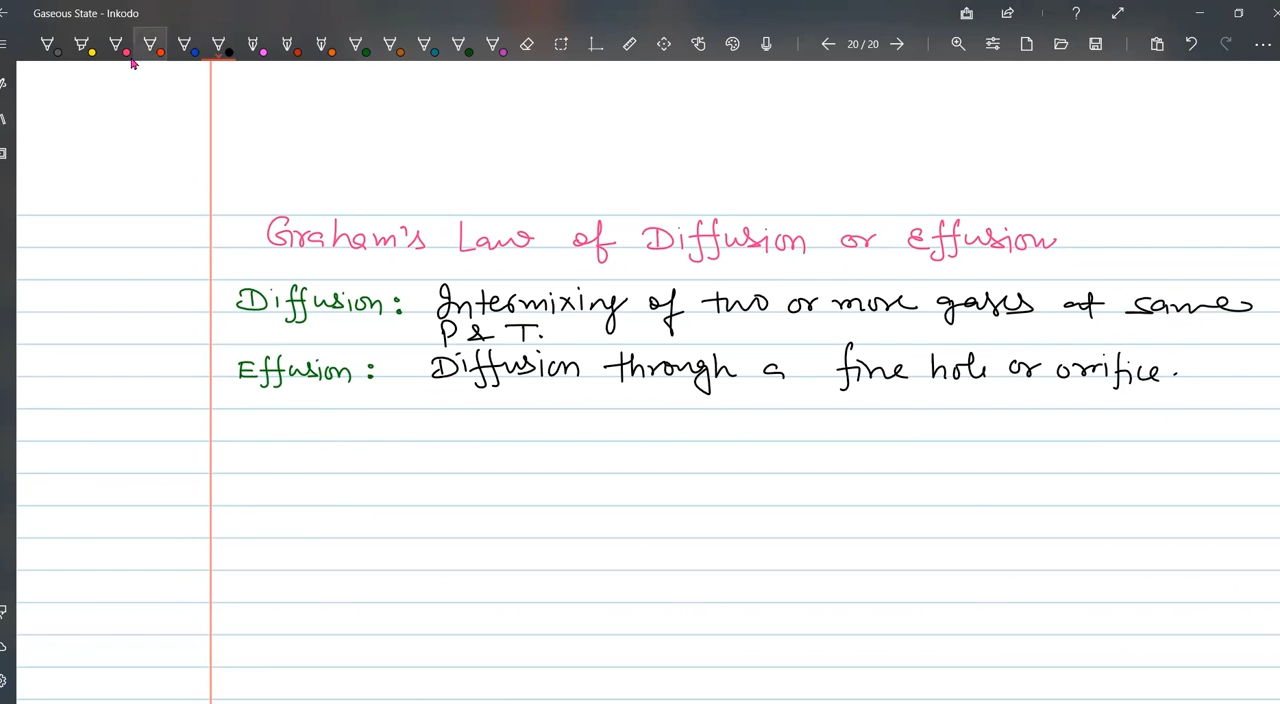 Gaseous State - Inkodo
20 / 20
Graham's Law of Diffusion or Effusion
Diffusion: Intermixing of two or more gases at same
P & T.
Effusion: Diffusion through a fine hole or orrifice.